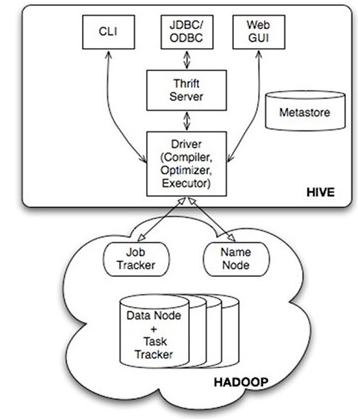 CLI
JDBC/
ODBC
Web
GUI
Thrift
Server
Metastore
Driver
(Compiler,
Optimizer,
Executor)
HIVE
Job
Tracker
Name
Node
Data Node
+
Task
Tracker
HADOOP